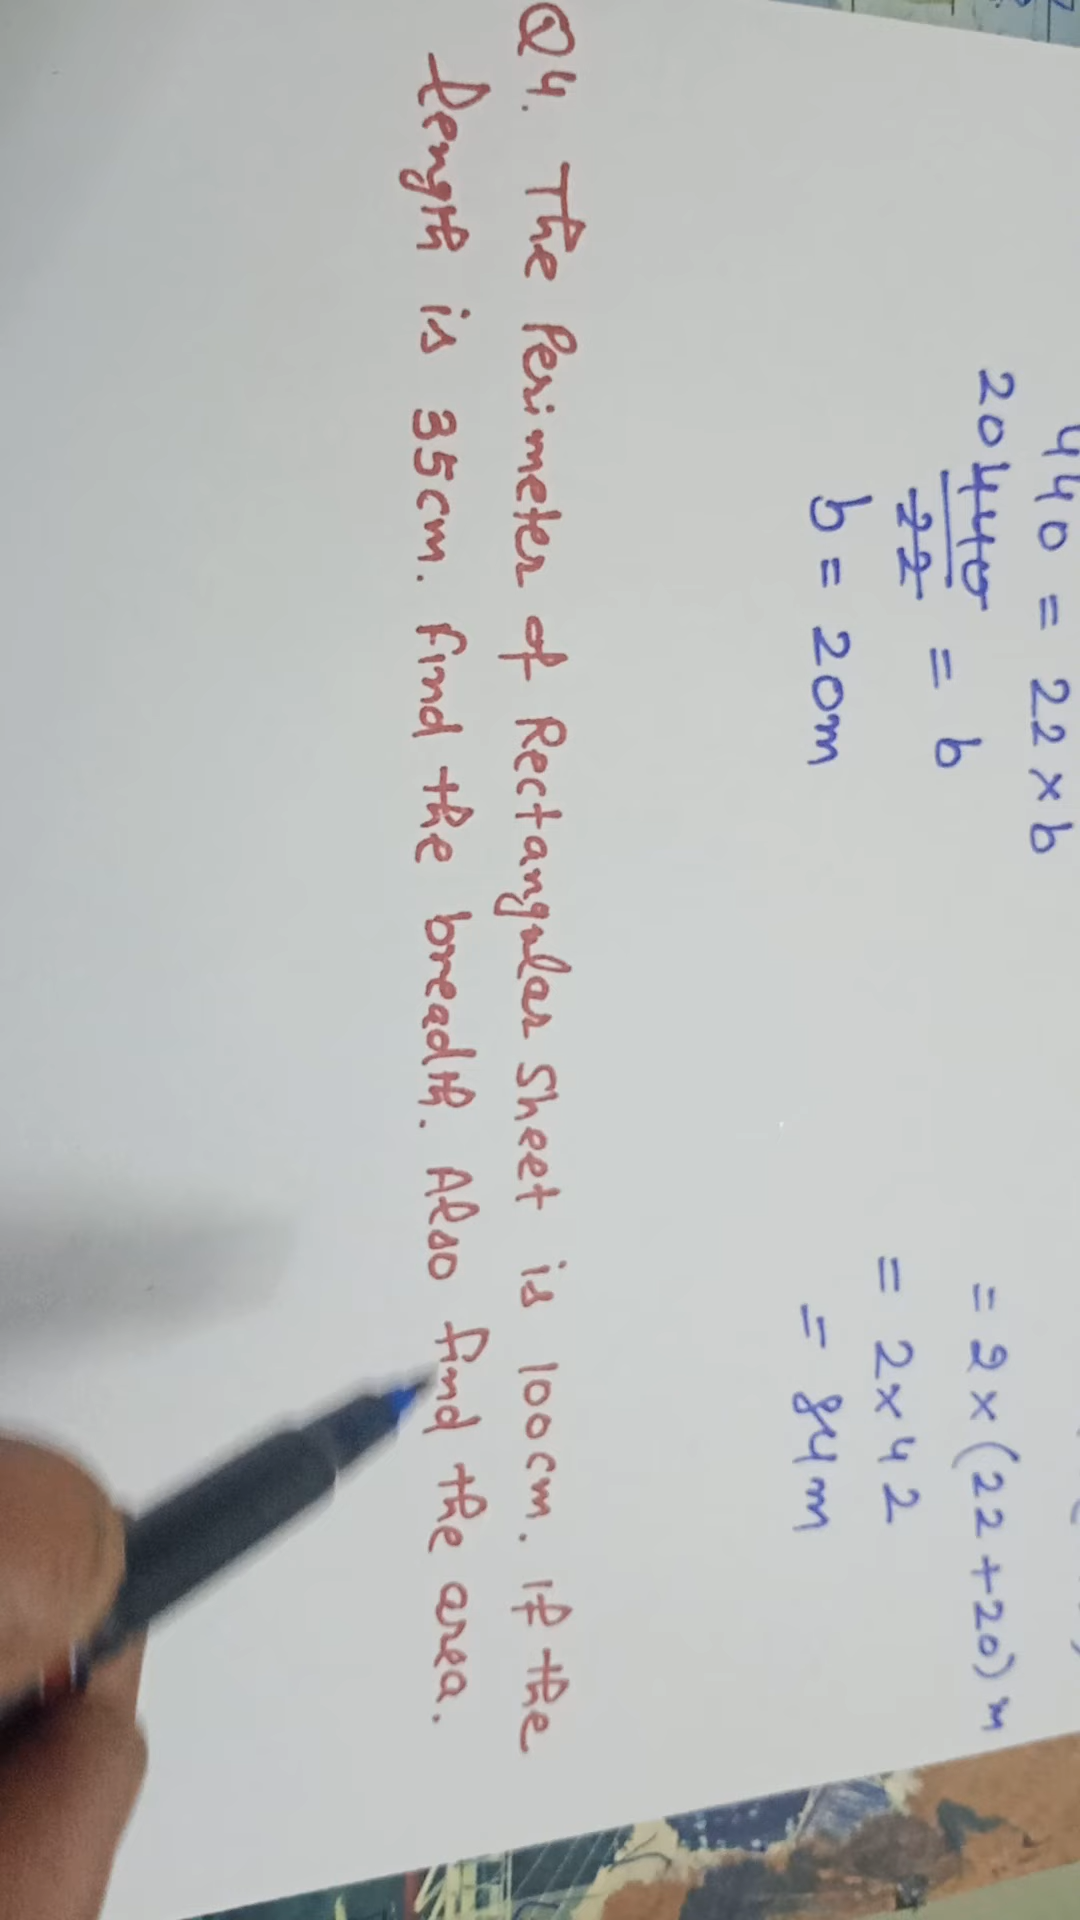 440 = 22 × b
20 440/22 = b
b = 20m
= 2 × (22 + 20) m
= 2 × 42
= 84m
Q4. The Perimeter of Rectangular Sheet is 100cm. If the
length is 35cm. find the breadth. Also find the area.